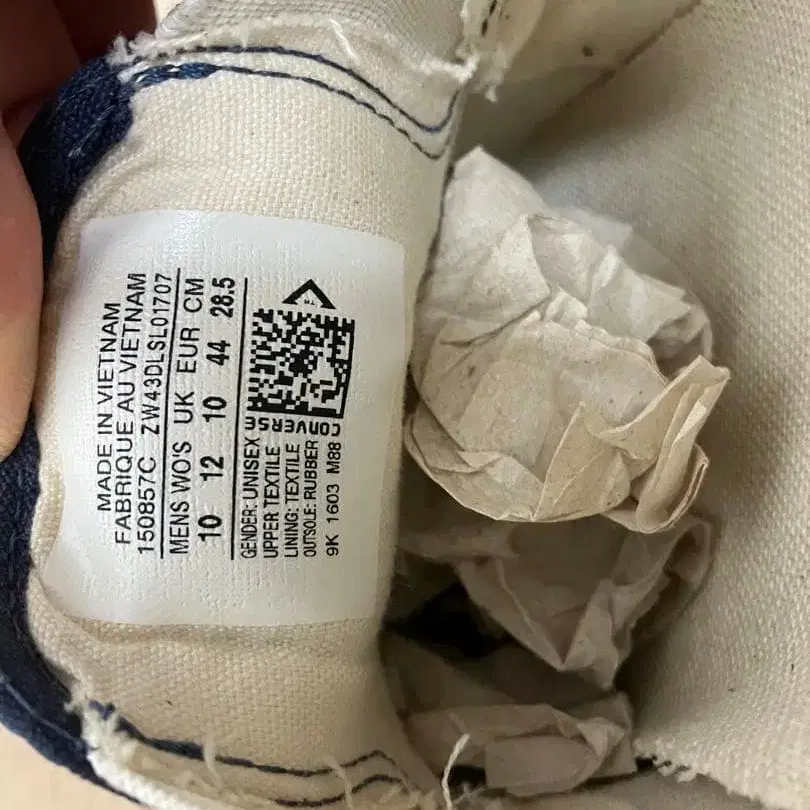 MADE IN VIETNAM
FABRIQUE AU VIETNAM
150857C ZW43DLSL01707
MENS WO'S UK EUR CM
10 12 10 44 28.5
GENDER: UNISEX
UPPER TEXTILE
LINING: TEXTILE
OUTSOLE: RUBBER
9K 1603 M88
CONVERSE